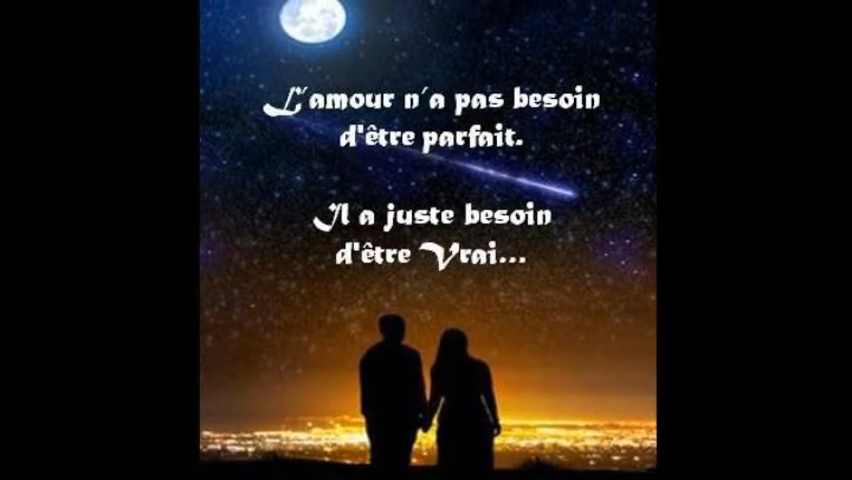 L'amour n'a pas besoin
d'être parfait.
Il a juste besoin
d'être Vrai...